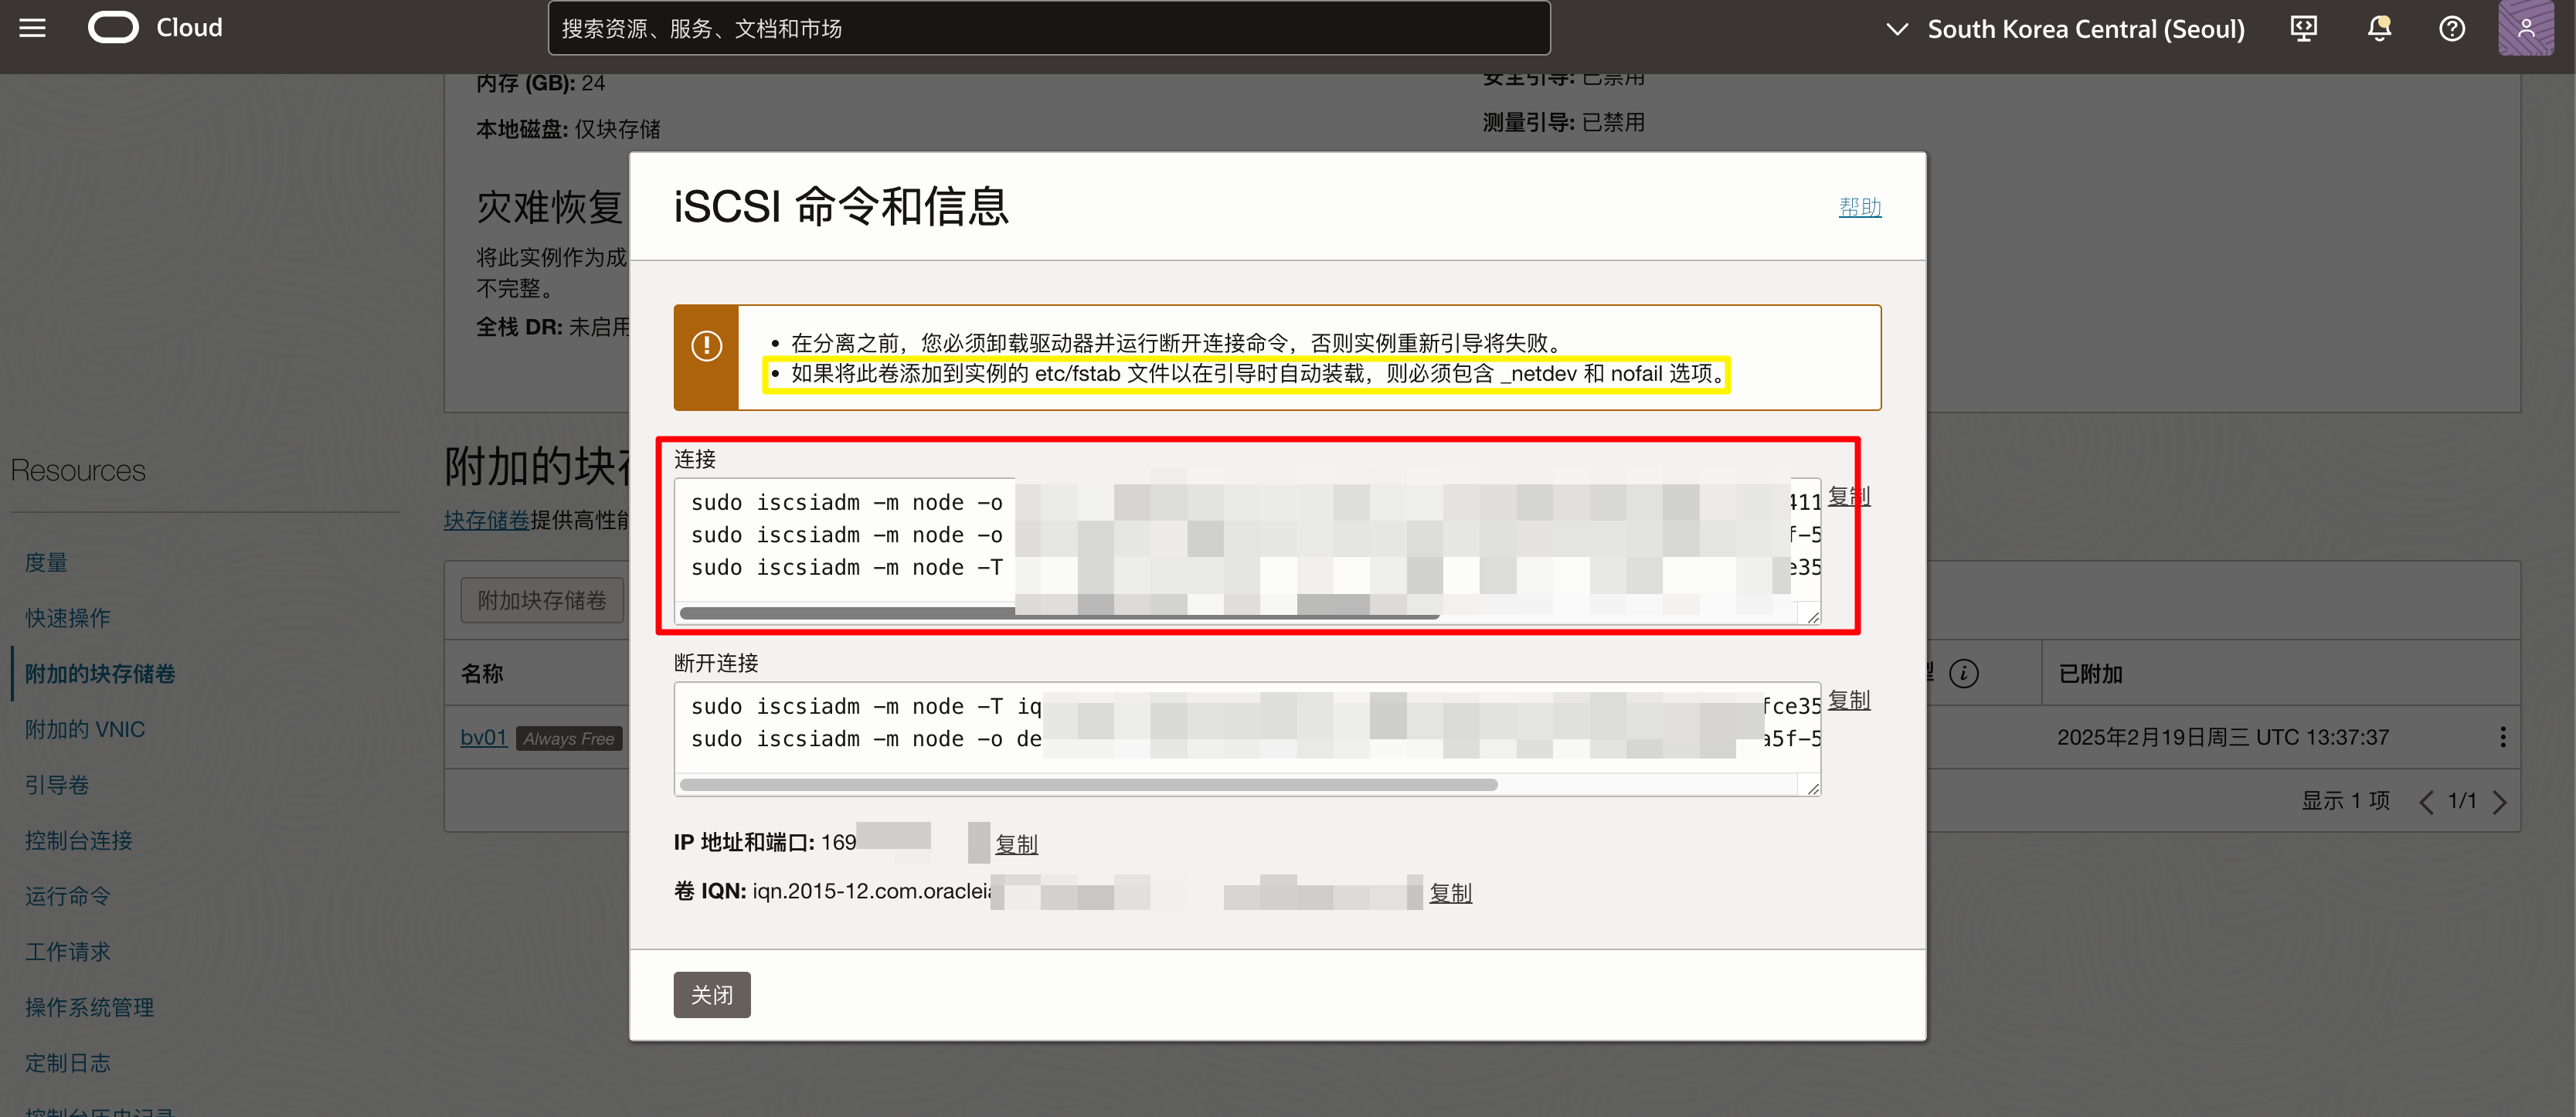 Cloud
搜索资源、服务、文档和市场
South Korea Central (Seoul)
内存 (GB): 24
安全引导: 已禁用
本地磁盘: 仅块存储
测量引导: 已禁用
灾难恢复
将此实例作为成
不完整。
全栈 DR: 未启用
iSCSI 命令和信息
帮助
• 在分离之前，您必须卸载驱动器并运行断开连接命令，否则实例重新引导将失败。
• 如果将此卷添加到实例的 etc/fstab 文件以在引导时自动装载，则必须包含 _netdev 和 nofail 选项。
连接
sudo iscsiadm -m node -o 411
sudo iscsiadm -m node -o f-5
sudo iscsiadm -m node -T e35
复制
断开连接
sudo iscsiadm -m node -T iq fce35
sudo iscsiadm -m node -o de a5f-5
复制
IP 地址和端口: 169 复制
卷 IQN: iqn.2015-12.com.oraclei 复制
关闭
Resources
度量
快速操作
附加的块存储卷
附加的 VNIC
引导卷
控制台连接
运行命令
工作请求
操作系统管理
定制日志
控制台历史记录
附加的块存
块存储卷提供高性能
附加块存储卷
名称
型
已附加
bv01 Always Free
2025年2月19日周三 UTC 13:37:37
显示 1 项 1/1